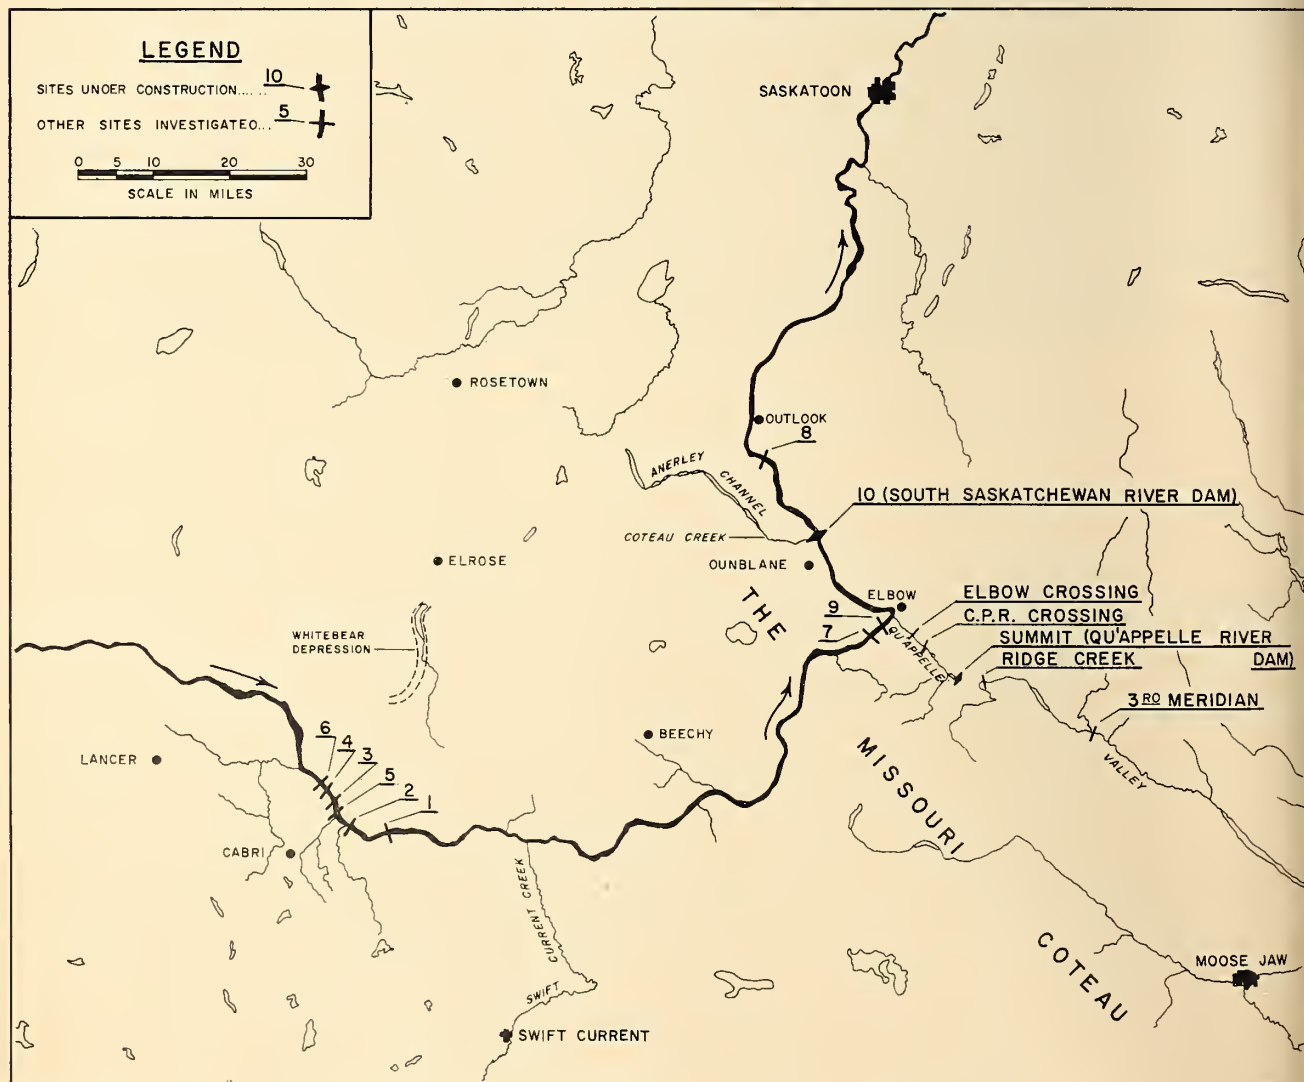 LEGEND
SITES UNDER CONSTRUCTION...... 10
OTHER SITES INVESTIGATEO... 5
0 5 10 20 30
SCALE IN MILES
SASKATOON
ROSETOWN
OUTLOOK
8
ANERLEY
CHANNEL
10 (SOUTH SASKATCHEWAN RIVER DAM)
COTEAU CREEK
OUNBLANE
ELROSE
THE
ELBOW
ELBOW CROSSING
9
C.P.R. CROSSING
7
QU'APPELLE
SUMMIT (QU'APPELLE RIVER
DAM)
RIDGE CREEK
WHITEBEAR
DEPRESSION
3RO MERIDIAN
BEECHY
LANCER
6
4
3
5
2
1
MISSOURI
VALLEY
CABRI
CURRENT CREEK
SWIFT
COTEAU
MOOSE JAW
SWIFT CURRENT